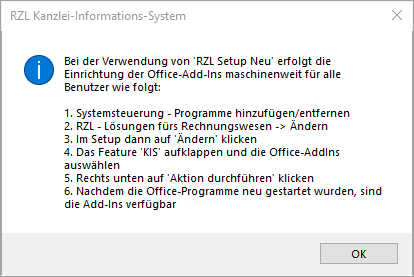 RZL Kanzlei-Informations-System
Bei der Verwendung von 'RZL Setup Neu' erfolgt die
Einrichtung der Office-Add-Ins maschinenweit für alle
Benutzer wie folgt:
1. Systemsteuerung - Programme hinzufügen/entfernen
2. RZL - Lösungen fürs Rechnungswesen -> Ändern
3. Im Setup dann auf 'Ändern' klicken
4. Das Feature 'KIS' aufklappen und die Office-AddIns
auswählen
5. Rechts unten auf 'Aktion durchführen' klicken
6. Nachdem die Office-Programme neu gestartet wurden, sind
die Add-Ins verfügbar
OK